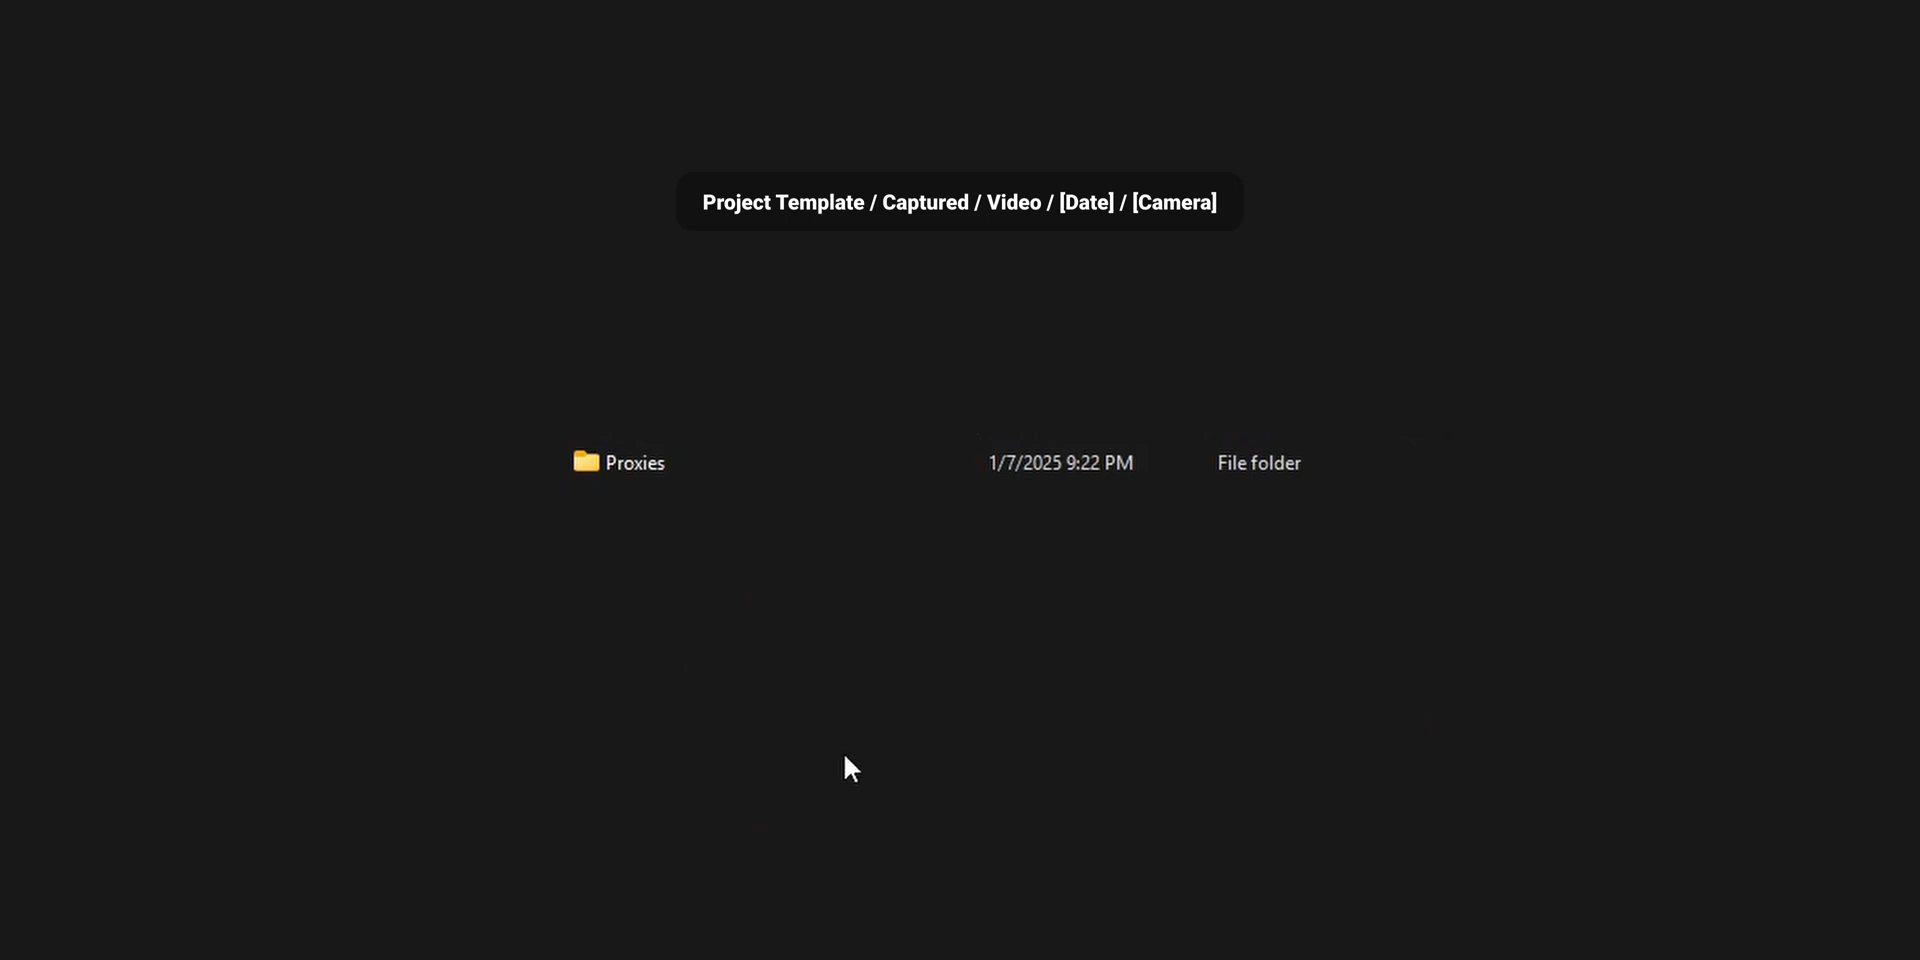 Project Template / Captured / Video / [Date] / [Camera]
Proxies 1/7/2025 9:22 PM File folder